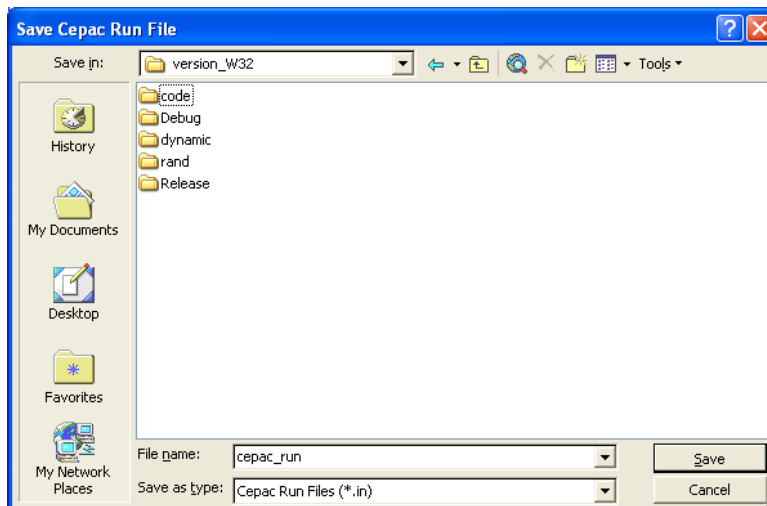 Save Cepac Run File
Save in: version_W32 Tools
code
Debug
dynamic
rand
Release
History
My Documents
Desktop
Favorites
My Network
Places
File name: cepac_run Save
Save as type: Cepac Run Files (*.in) Cancel